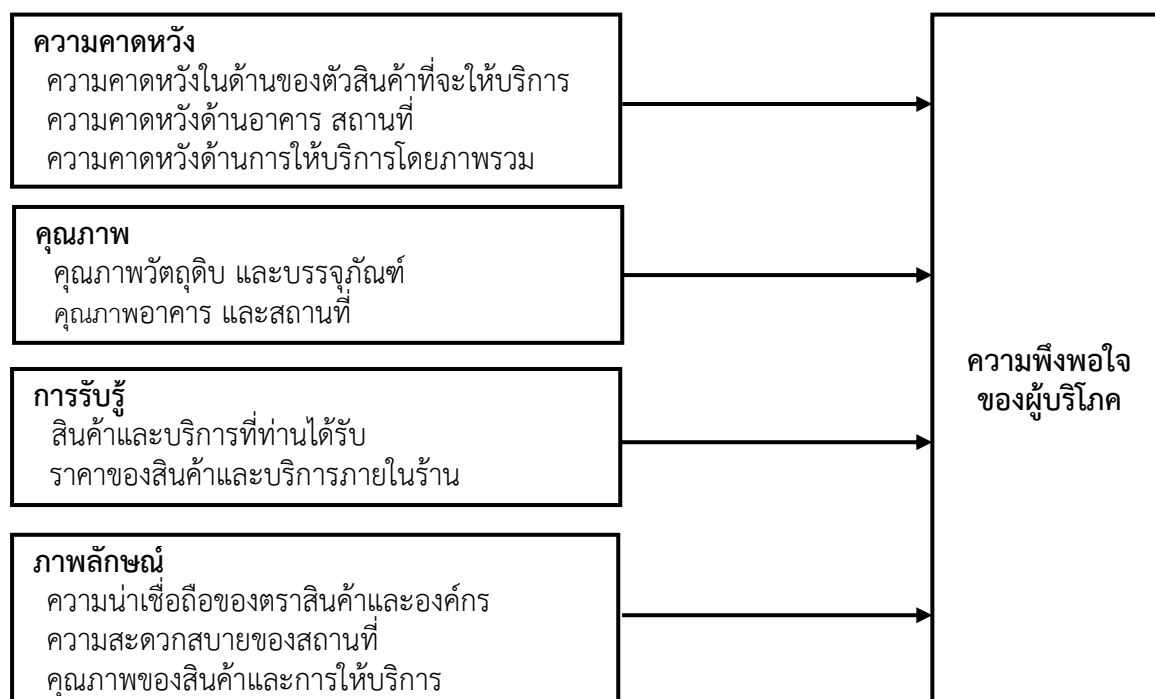 ความคาดหวัง
ความคาดหวังในด้านของตัวสินค้าที่จะให้บริการ
ความคาดหวังด้านอาคาร สถานที่
ความคาดหวังด้านการให้บริการโดยภาพรวม
คุณภาพ
คุณภาพวัตถุดิบ และบรรจุภัณฑ์
คุณภาพอาคาร และสถานที่
การรับรู้
สินค้าและบริการที่ท่านได้รับ
ราคาของสินค้าและบริการภายในร้าน
ภาพลักษณ์
ความน่าเชื่อถือของตราสินค้าและองค์กร
ความสะดวกสบายของสถานที่
คุณภาพของสินค้าและการให้บริการ
ความพึงพอใจ
ของผู้บริโภค